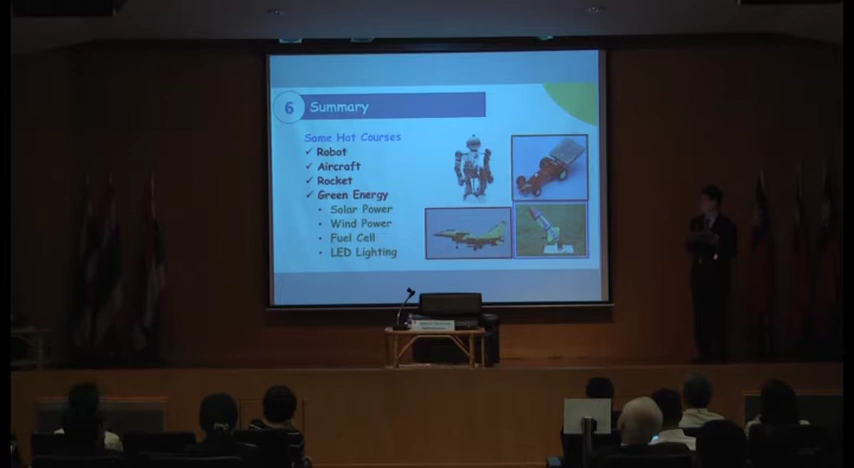 6 Summary
Some Hot Courses
✓ Robot
✓ Aircraft
✓ Rocket
✓ Green Energy
• Solar Power
• Wind Power
• Fuel Cell
• LED Lighting